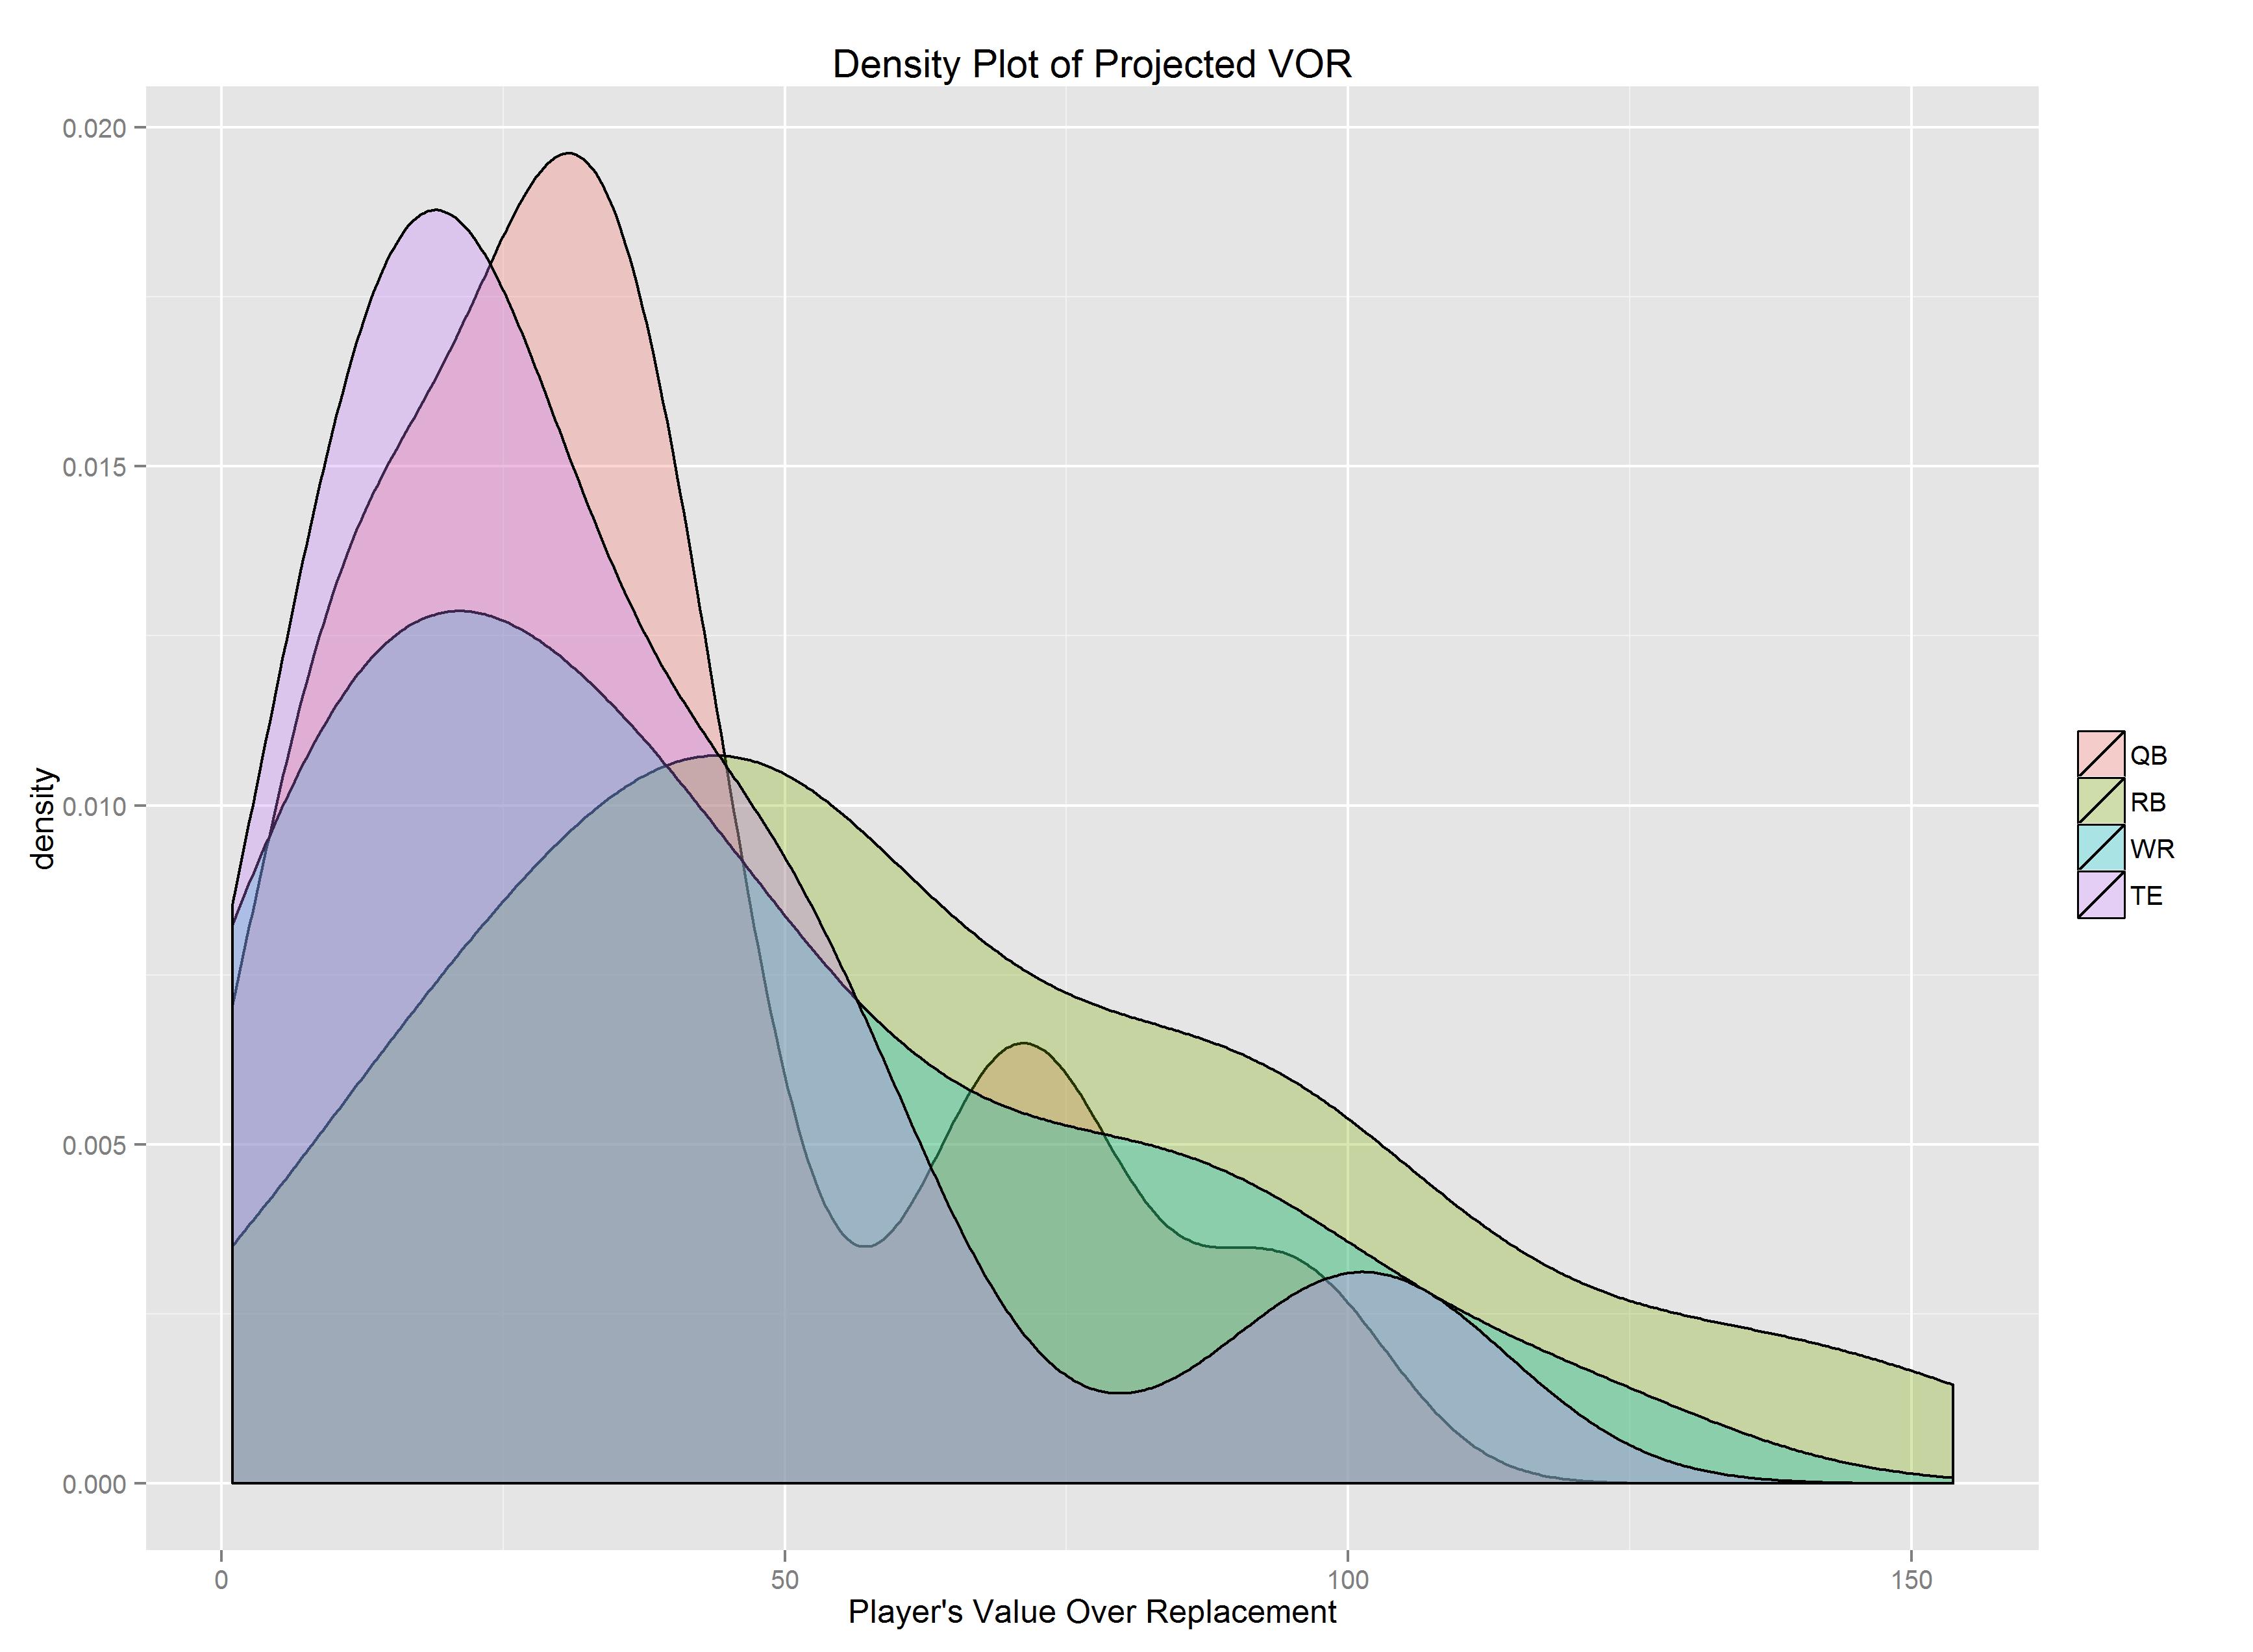 Density Plot of Projected VOR
density
0.020
0.015
0.010
0.005
0.000
0
50
100
150
Player's Value Over Replacement
QB
RB
WR
TE